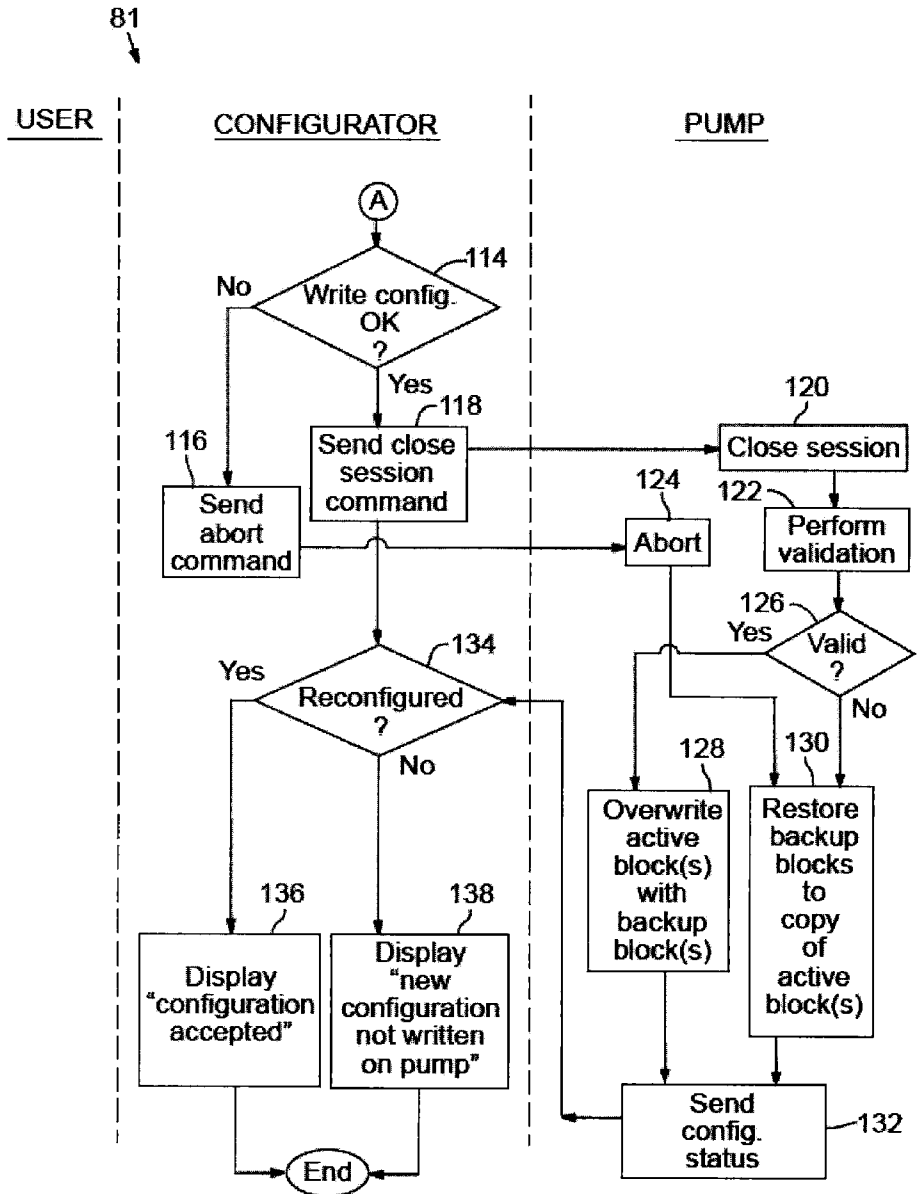 81
USER
CONFIGURATOR
PUMP
A
114
No
Write config.
OK
?
Yes
118
Send close
session
command
120
Close session
116
Send
abort
command
124
Abort
122
Perform
validation
126
Yes
Valid
?
No
134
Yes
Reconfigured
?
No
128
Overwrite
active
block(s)
with
backup
block(s)
130
Restore
backup
blocks
to
copy
of
active
block(s)
136
Display
“configuration
accepted”
138
Display
“new
configuration
not written
on pump”
Send
config.
status
132
End